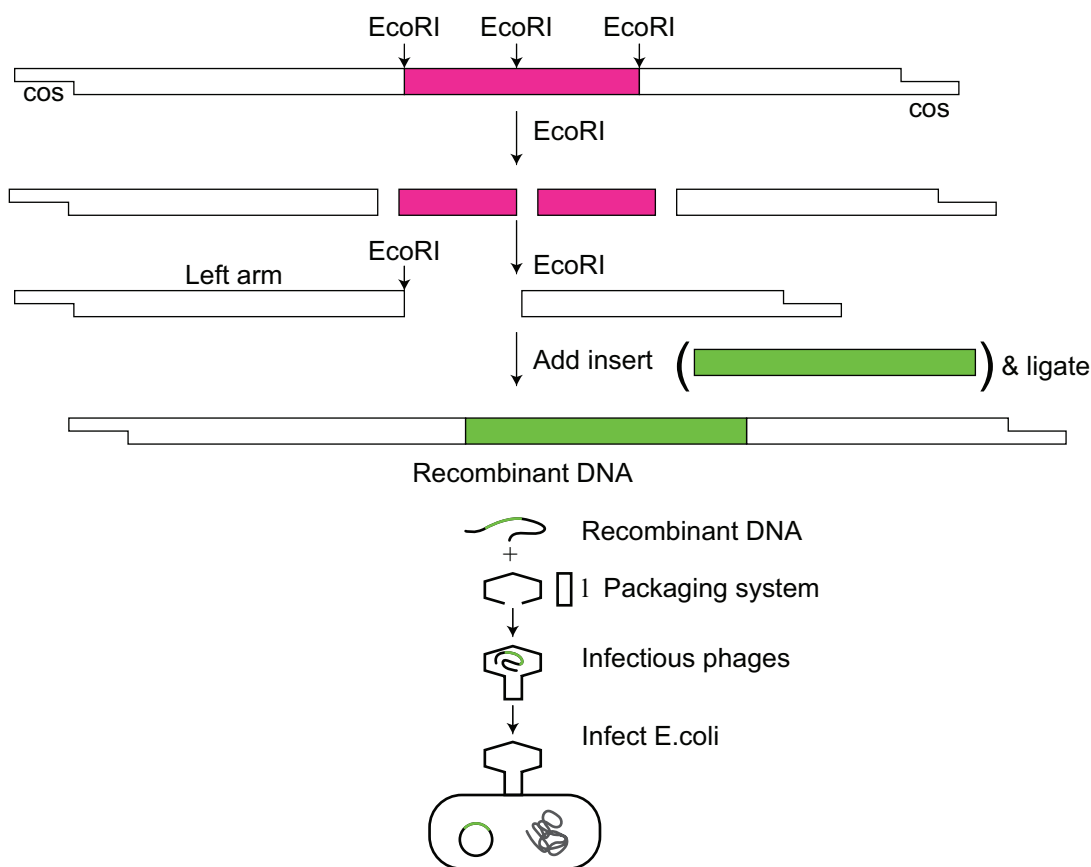 EcoRI EcoRI EcoRI
cos
cos
EcoRI
EcoRI
EcoRI
Left arm
Add insert ( ) & ligate
Recombinant DNA
Recombinant DNA
+
l Packaging system
Infectious phages
Infect E.coli